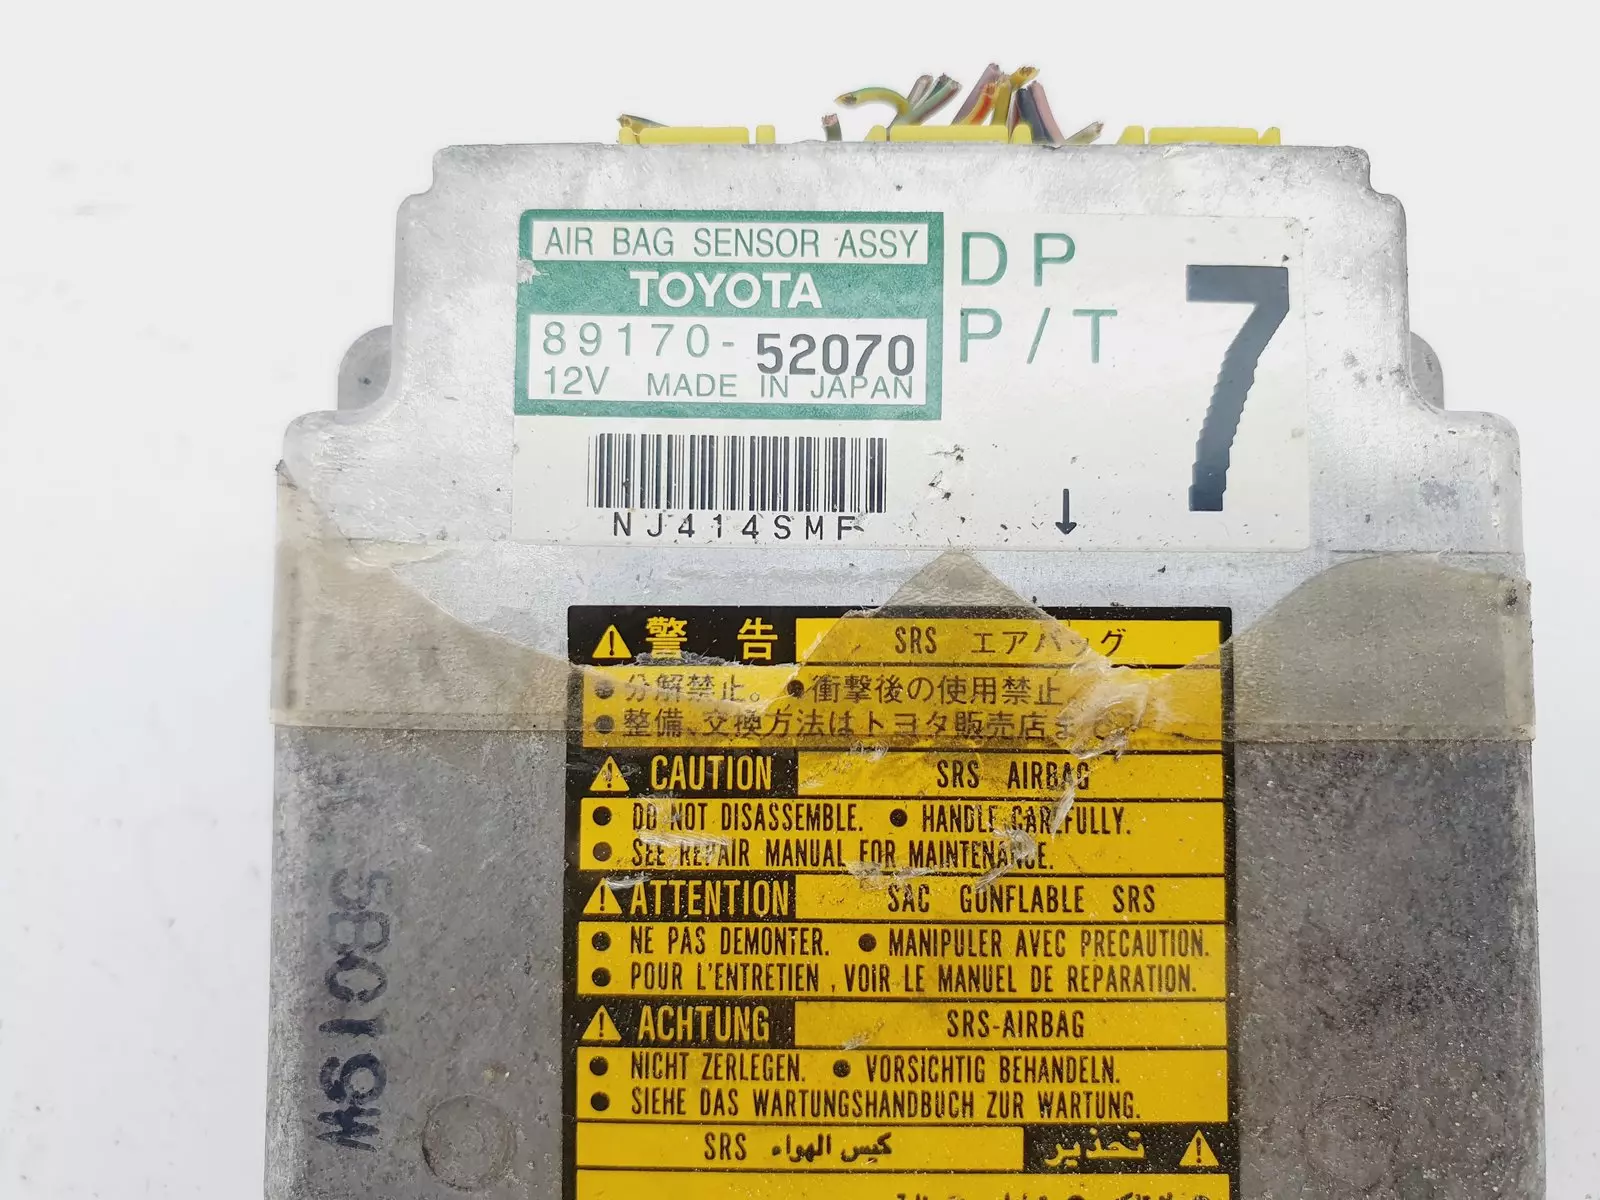 AIR BAG SENSOR ASSY
TOYOTA
89170-52070
12V MADE IN JAPAN
DP
P/T
7
↓
NJ414SMF
警告 SRS エアバッグ
●分解禁止。 ●衝撃後の使用禁止
●整備、交換方法はトヨタ販売店まで
CAUTION SRS AIRBAG
● DO NOT DISASSEMBLE. ● HANDLE CAREFULLY.
● SEE REPAIR MANUAL FOR MAINTENANCE.
ATTENTION SAC GONFLABLE SRS
● NE PAS DEMONTER. ● MANIPULER AVEC PRECAUTION.
● POUR L'ENTRETIEN , VOIR LE MANUEL DE REPARATION.
ACHTUNG SRS-AIRBAG
● NICHT ZERLEGEN. ● VORSICHTIG BEHANDELN.
● SIEHE DAS WARTUNGSHANDBUCH ZUR WARTUNG.
تحذير كيس الهواء SRS